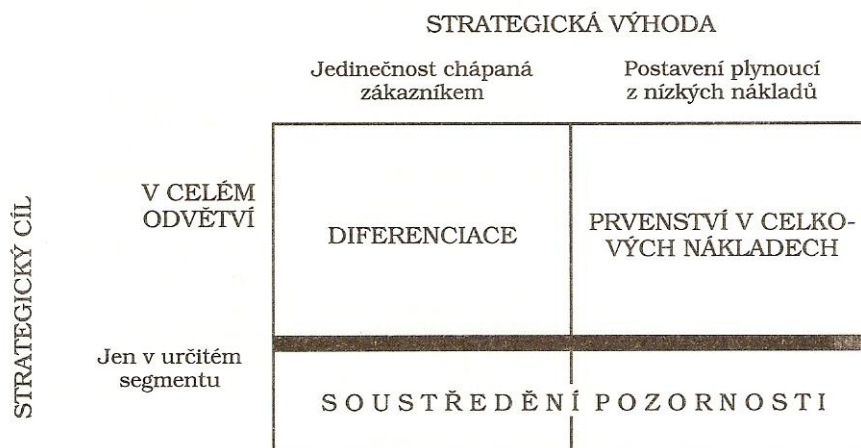 STRATEGICKÁ VÝHODA
Jedinečnost chápaná
zákazníkem
Postavení plynoucí
z nízkých nákladů
STRATEGICKÝ CÍL
V CELÉM
ODVĚTVÍ
DIFERENCIACE
PRVENSTVÍ V CELKO-
VÝCH NÁKLADECH
Jen v určitém
segmentu
SOUSTŘEDĚNÍ POZORNOSTI